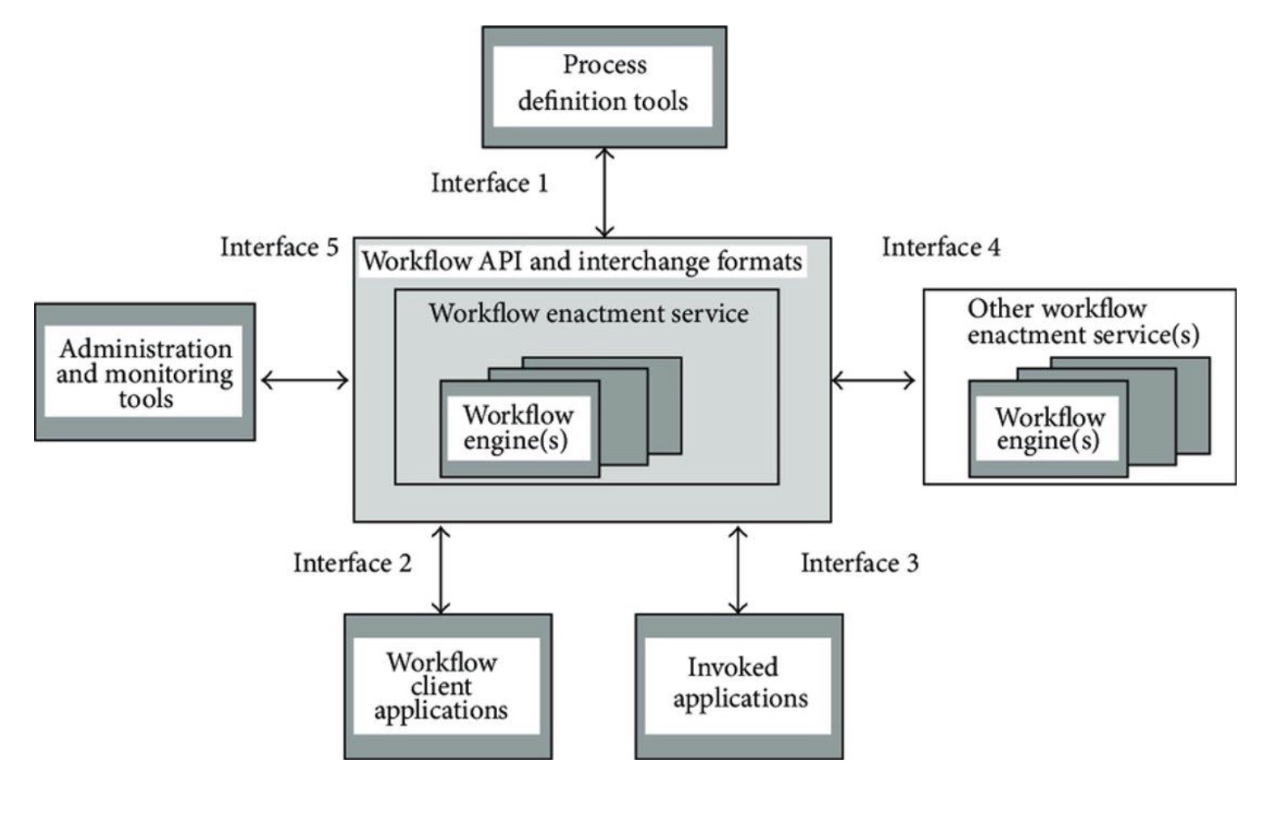 Process
definition tools
Interface 1
Interface 5
Workflow API and interchange formats
Interface 4
Workflow enactment service
Other workflow
enactment service(s)
Administration
and monitoring
tools
Workflow
engine(s)
Workflow
engine(s)
Interface 2
Interface 3
Workflow
client
applications
Invoked
applications